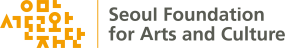 서울
문화
재단
Seoul Foundation
for Arts and Culture